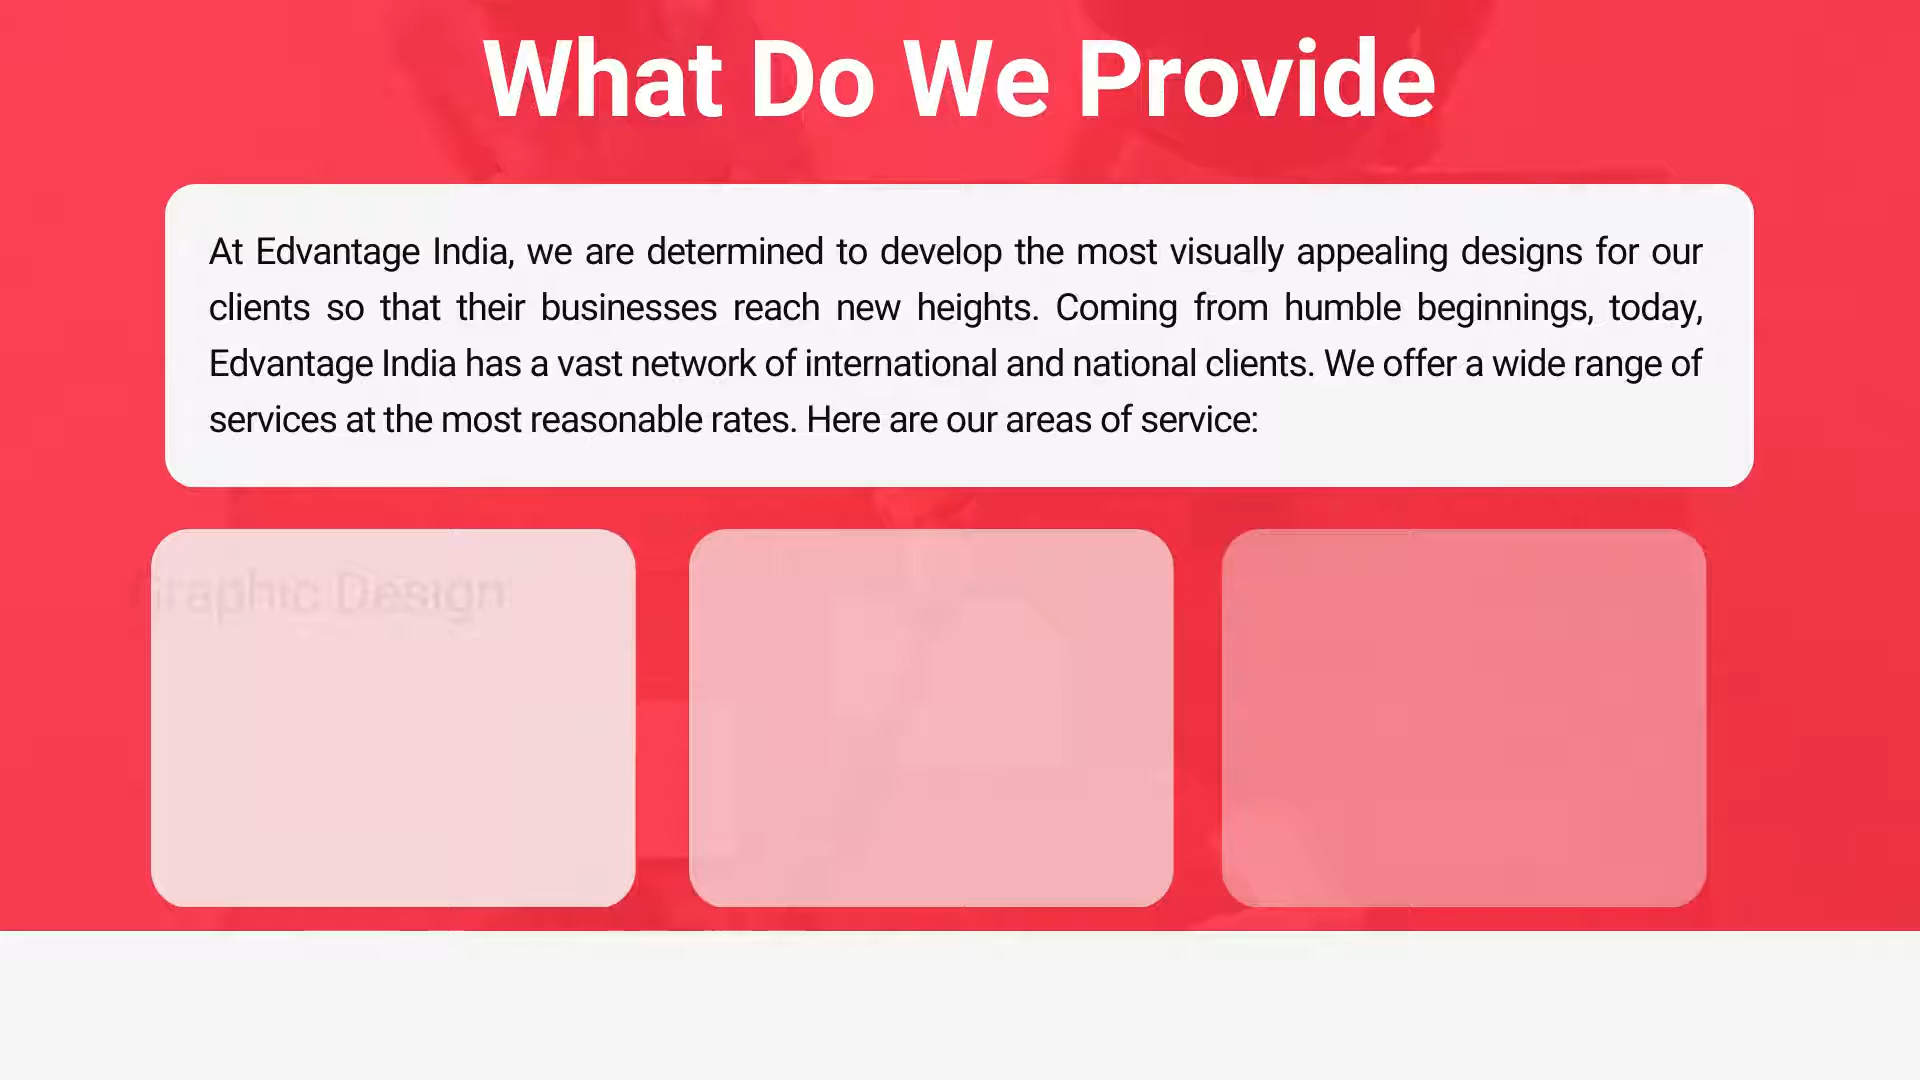 What Do We Provide
At Edvantage India, we are determined to develop the most visually appealing designs for our
clients so that their businesses reach new heights. Coming from humble beginnings, today,
Edvantage India has a vast network of international and national clients. We offer a wide range of
services at the most reasonable rates. Here are our areas of service:
Graphic Design